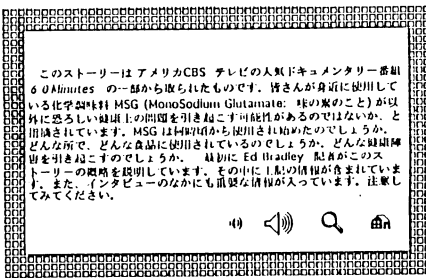 このストーリーは アメリカCBS テレビの人気ドキュメンタリー番組
60 Minutes の一部から取られたものです。皆さんが身近に使用して
いる化学調味料 MSG (MonoSodium Glutamate: 味の素のこと) が以
外に恐ろしい健康上の問題を引き起こす可能性があるのではないか、と
指摘されています。MSG は何時頃から使用され始めたのでしょうか。
どんな所で、どんな食品に使用されているのでしょうか。どんな健康障
害を引き起こすのでしょうか。 最初に Ed Bradley 記者がこのス
トーリーの概略を説明しています。その中に上記の情報が含まれていま
す。また、インタビューのなかにも重要な情報が入っています。注意し
てみてください。